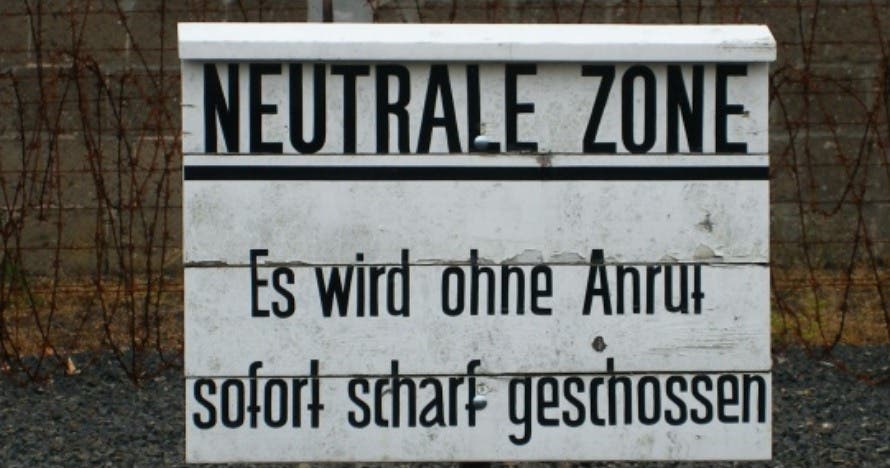 NEUTRALE ZONE
Es wird ohne Anruf
sofort scharf geschossen